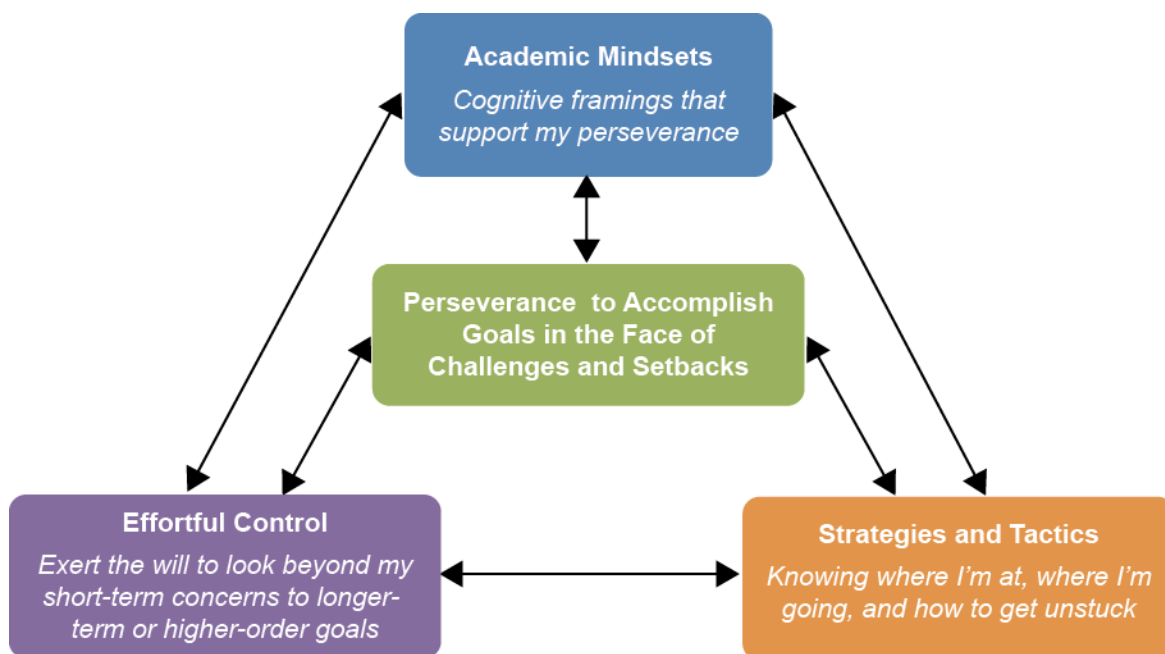 Academic Mindsets
Cognitive framings that
support my perseverance
Perseverance to Accomplish
Goals in the Face of
Challenges and Setbacks
Effortful Control
Exert the will to look beyond my
short-term concerns to longer-
term or higher-order goals
Strategies and Tactics
Knowing where I’m at, where I’m
going, and how to get unstuck